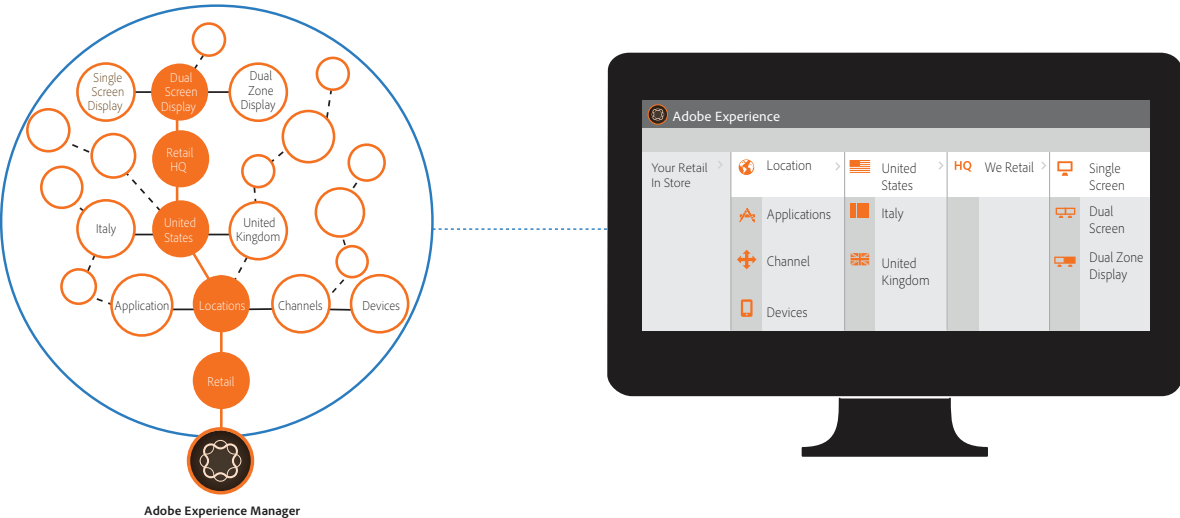 Single
Screen
Display
Dual
Screen
Display
Dual
Zone
Display
Retail
HQ
Italy
United
States
United
Kingdom
Application
Locations
Channels
Devices
Retail
Adobe Experience Manager
Adobe Experience
Your Retail
In Store
Location
Applications
Channel
Devices
United
States
Italy
United
Kingdom
HQ
We Retail
Single
Screen
Dual
Screen
Dual Zone
Display